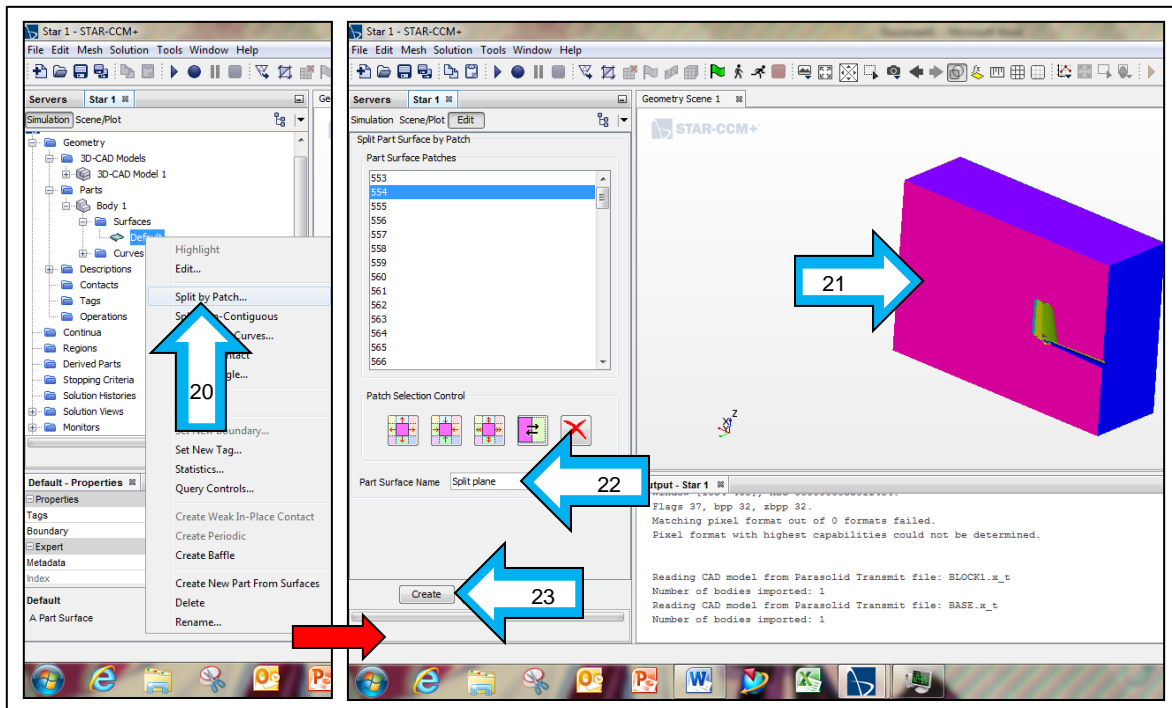 Star 1 - STAR-CCM+
File Edit Mesh Solution Tools Window Help
Servers Star 1
Simulation Scene/Plot
Geometry
3D-CAD Models
3D-CAD Model 1
Parts
Body 1
Surfaces
Default
Curves
Descriptions
Contacts
Tags
Operations
Continua
Regions
Derived Parts
Stopping Criteria
Solution Histories
Solution Views
Monitors
Highlight
Edit...
Split by Patch...
20
Set New Tag...
Statistics...
Query Controls...
Create Weak In-Place Contact
Create Periodic
Create Baffle
Create New Part From Surfaces
Delete
Rename...
Default - Properties
Properties
Tags
Boundary
Expert
Metadata
Index
Default
A Part Surface
Star 1 - STAR-CCM+
File Edit Mesh Solution Tools Window Help
Servers Star 1
Simulation Scene/Plot Edit
Split Part Surface by Patch
Part Surface Patches
553
554
555
556
557
558
559
560
561
562
563
564
565
566
Patch Selection Control
Part Surface Name Split plane
22
Create
23
Geometry Scene 1
STAR-CCM+
21
Z
Output - Star 1
Flags 37, bpp 32, zbpp 32.
Matching pixel format out of 0 formats failed.
Pixel format with highest capabilities could not be determined.
Reading CAD model from Parasolid Transmit file: BLOCK1.x_t
Number of bodies imported: 1
Reading CAD model from Parasolid Transmit file: BASE.x_t
Number of bodies imported: 1